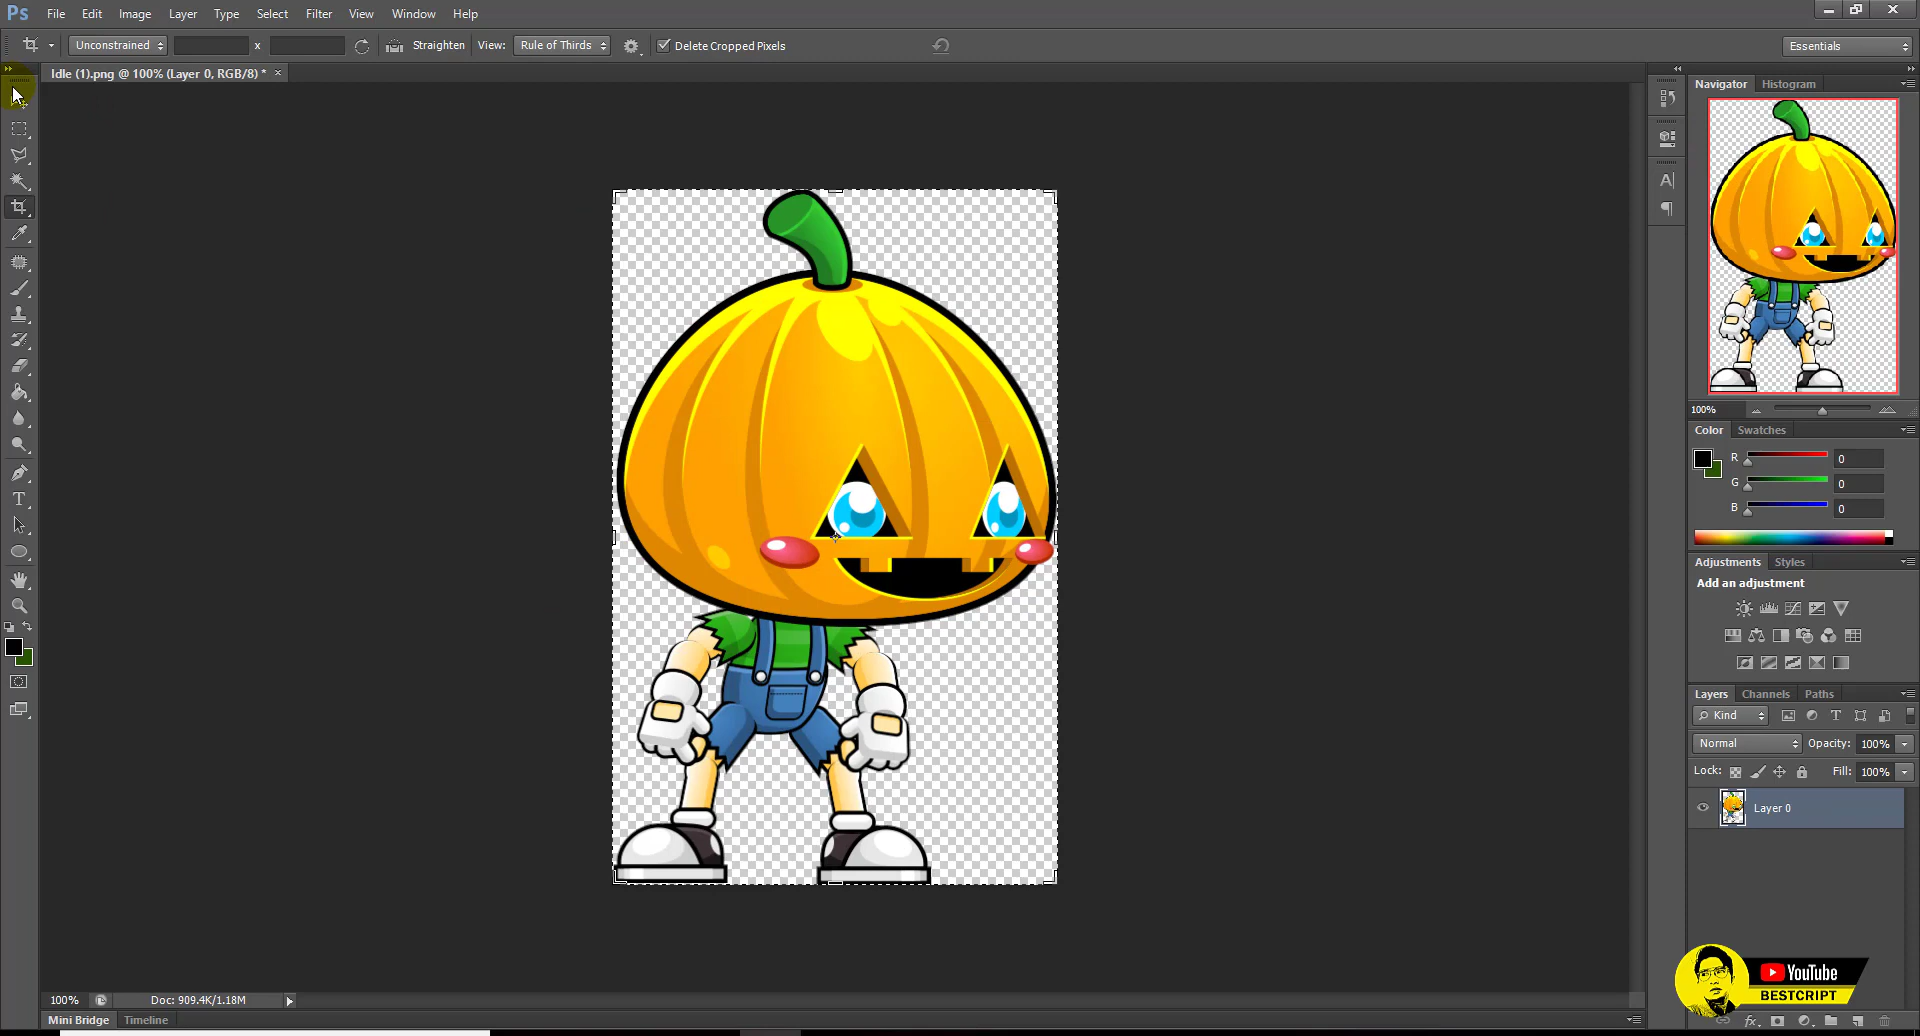 Ps File Edit Image Layer Type Select Filter View Window Help
Unconstrained x Straighten View: Rule of Thirds Delete Cropped Pixels Essentials
Idle (1).png @ 100% (Layer 0, RGB/8) * ×
Navigator Histogram
100%
Color Swatches
R 0
G 0
B 0
Adjustments Styles
Add an adjustment
Layers Channels Paths
Kind
Normal Opacity: 100%
Lock: Fill: 100%
Layer 0
YouTube
BESTCRIPT
100% Doc: 909.4K/1.18M
Mini Bridge Timeline